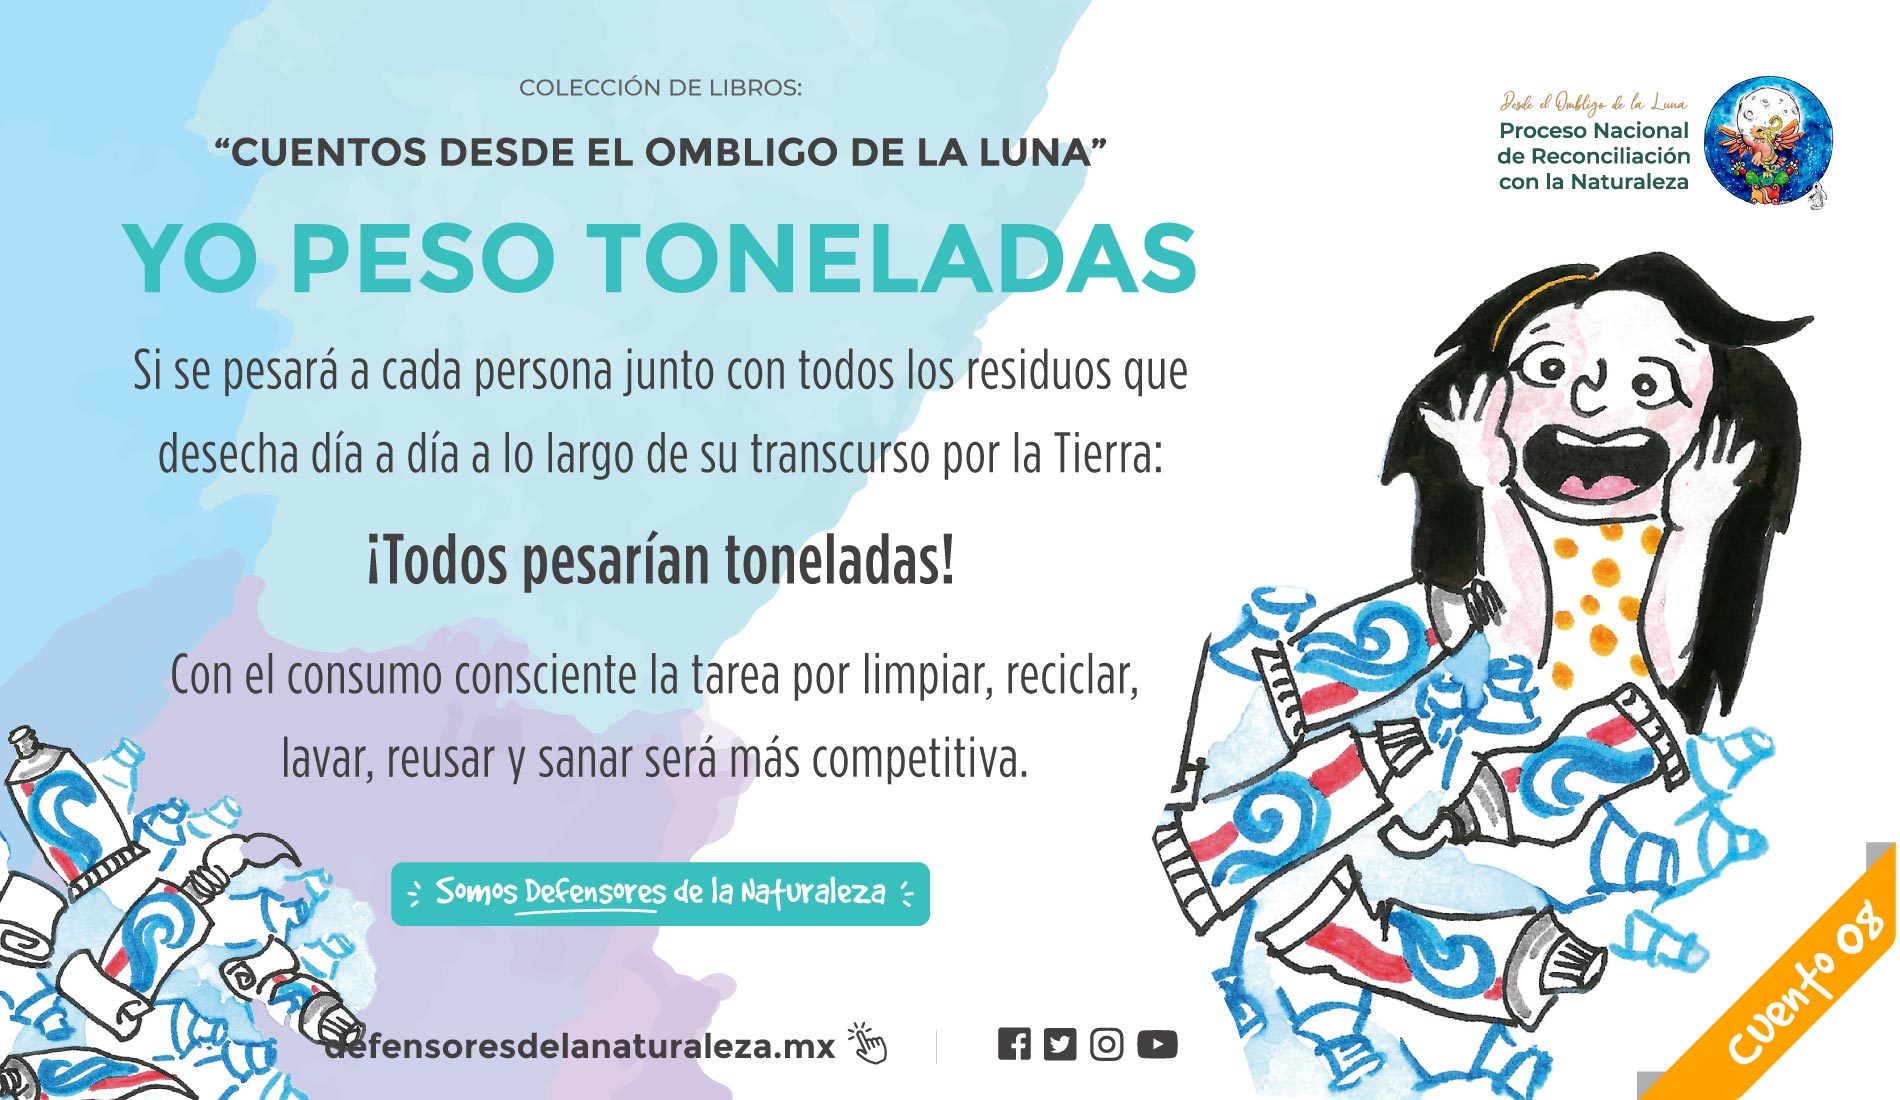 COLECCIÓN DE LIBROS:
“CUENTOS DESDE EL OMBLIGO DE LA LUNA”
YO PESO TONELADAS
Si se pesará a cada persona junto con todos los residuos que
desecha día a día a lo largo de su transcurso por la Tierra:
¡Todos pesarían toneladas!
Con el consumo consciente la tarea por limpiar, reciclar,
lavar, reusar y sanar será más competitiva.
Somos Defensores de la Naturaleza
defensoresdelanaturaleza.mx
Desde el Ombligo de la Luna
Proceso Nacional
de Reconciliación
con la Naturaleza
Cuento 08